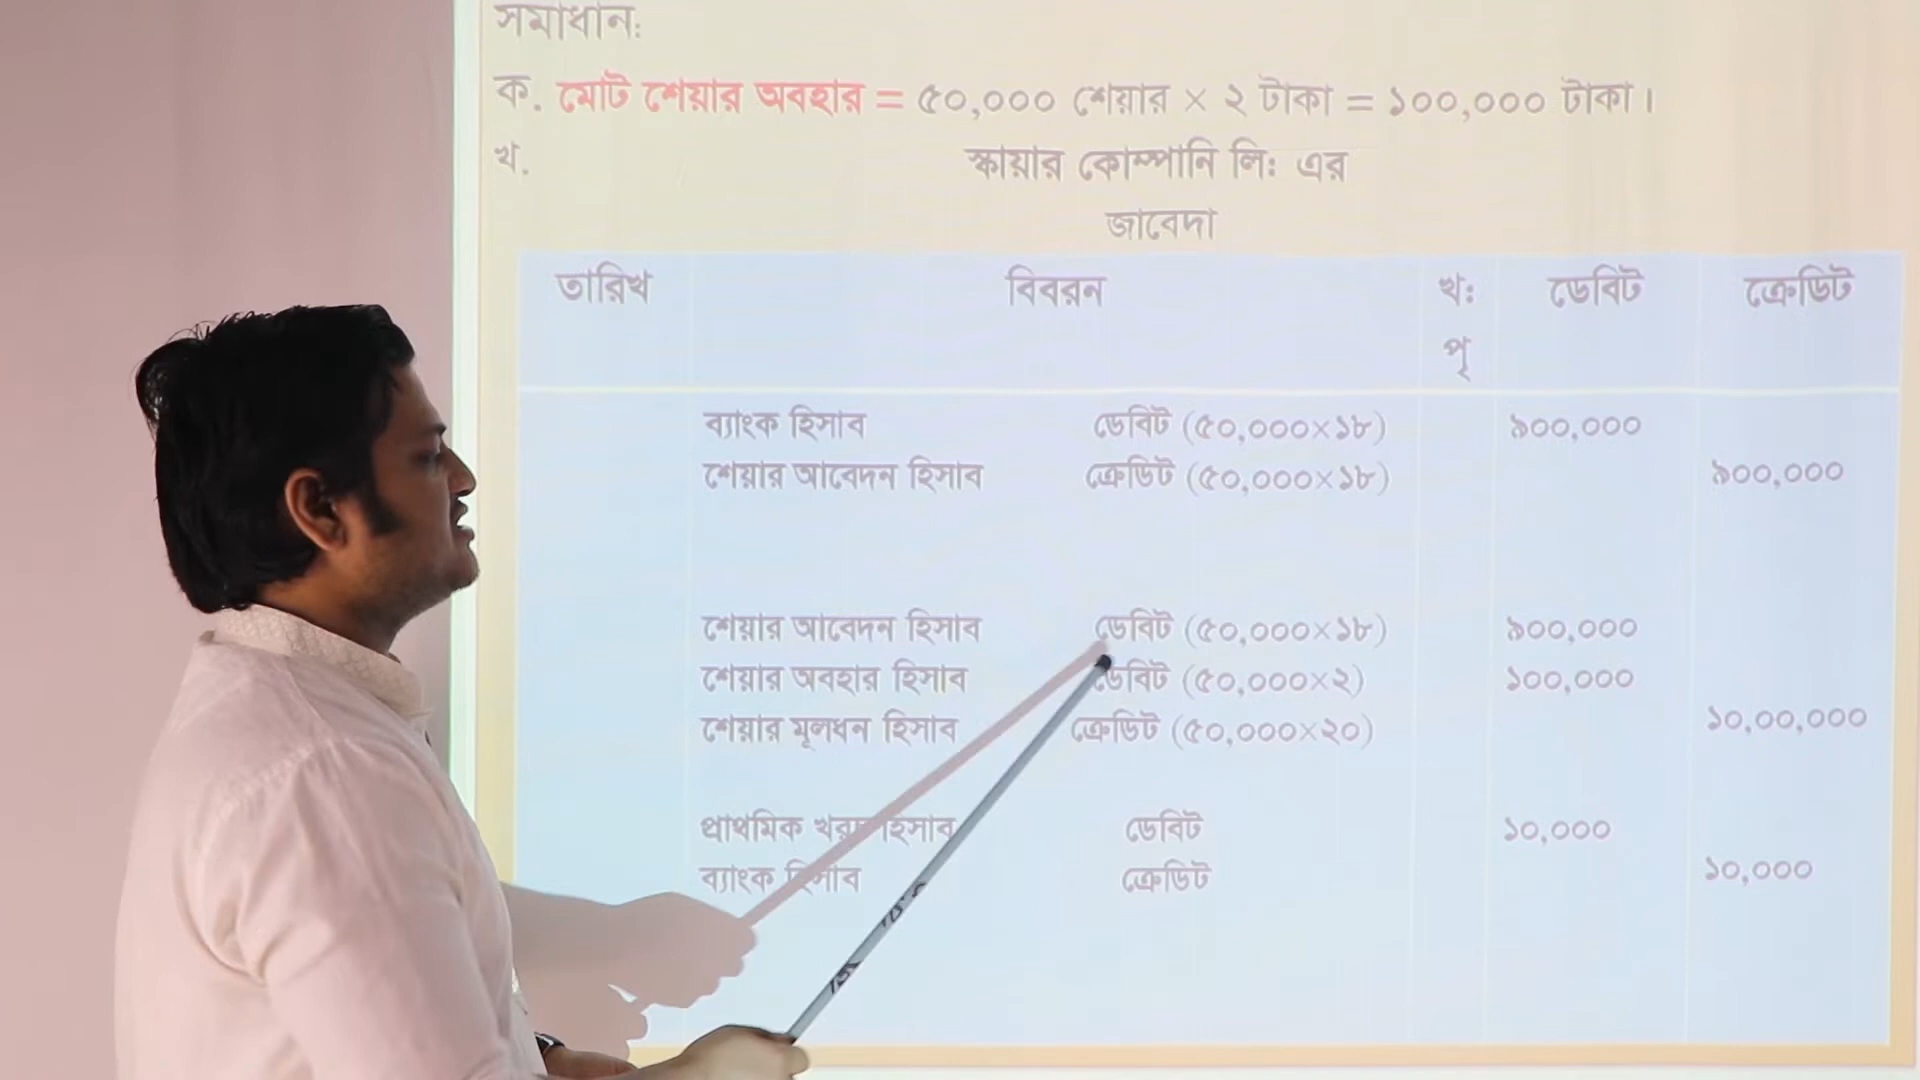 সমাধান:
ক. মোট শেয়ার অবহার = ৫০,০০০ শেয়ার × ২ টাকা = ১০০,০০০ টাকা।
খ. স্কায়ার কোম্পানি লি: এর
জাবেদা
তারিখ বিবরন খ: পৃ ডেবিট ক্রেডিট
ব্যাংক হিসাব ডেবিট (৫০,০০০×১৮) ৯০০,০০০
শেয়ার আবেদন হিসাব ক্রেডিট (৫০,০০০×১৮) ৯০০,০০০
শেয়ার আবেদন হিসাব ডেবিট (৫০,০০০×১৮) ৯০০,০০০
শেয়ার অবহার হিসাব ডেবিট (৫০,০০০×২) ১০০,০০০
শেয়ার মূলধন হিসাব ক্রেডিট (৫০,০০০×২০) ১০,০০,০০০
প্রাথমিক খরচ হিসাব ডেবিট ১০,০০০
ব্যাংক হিসাব ক্রেডিট ১০,০০০